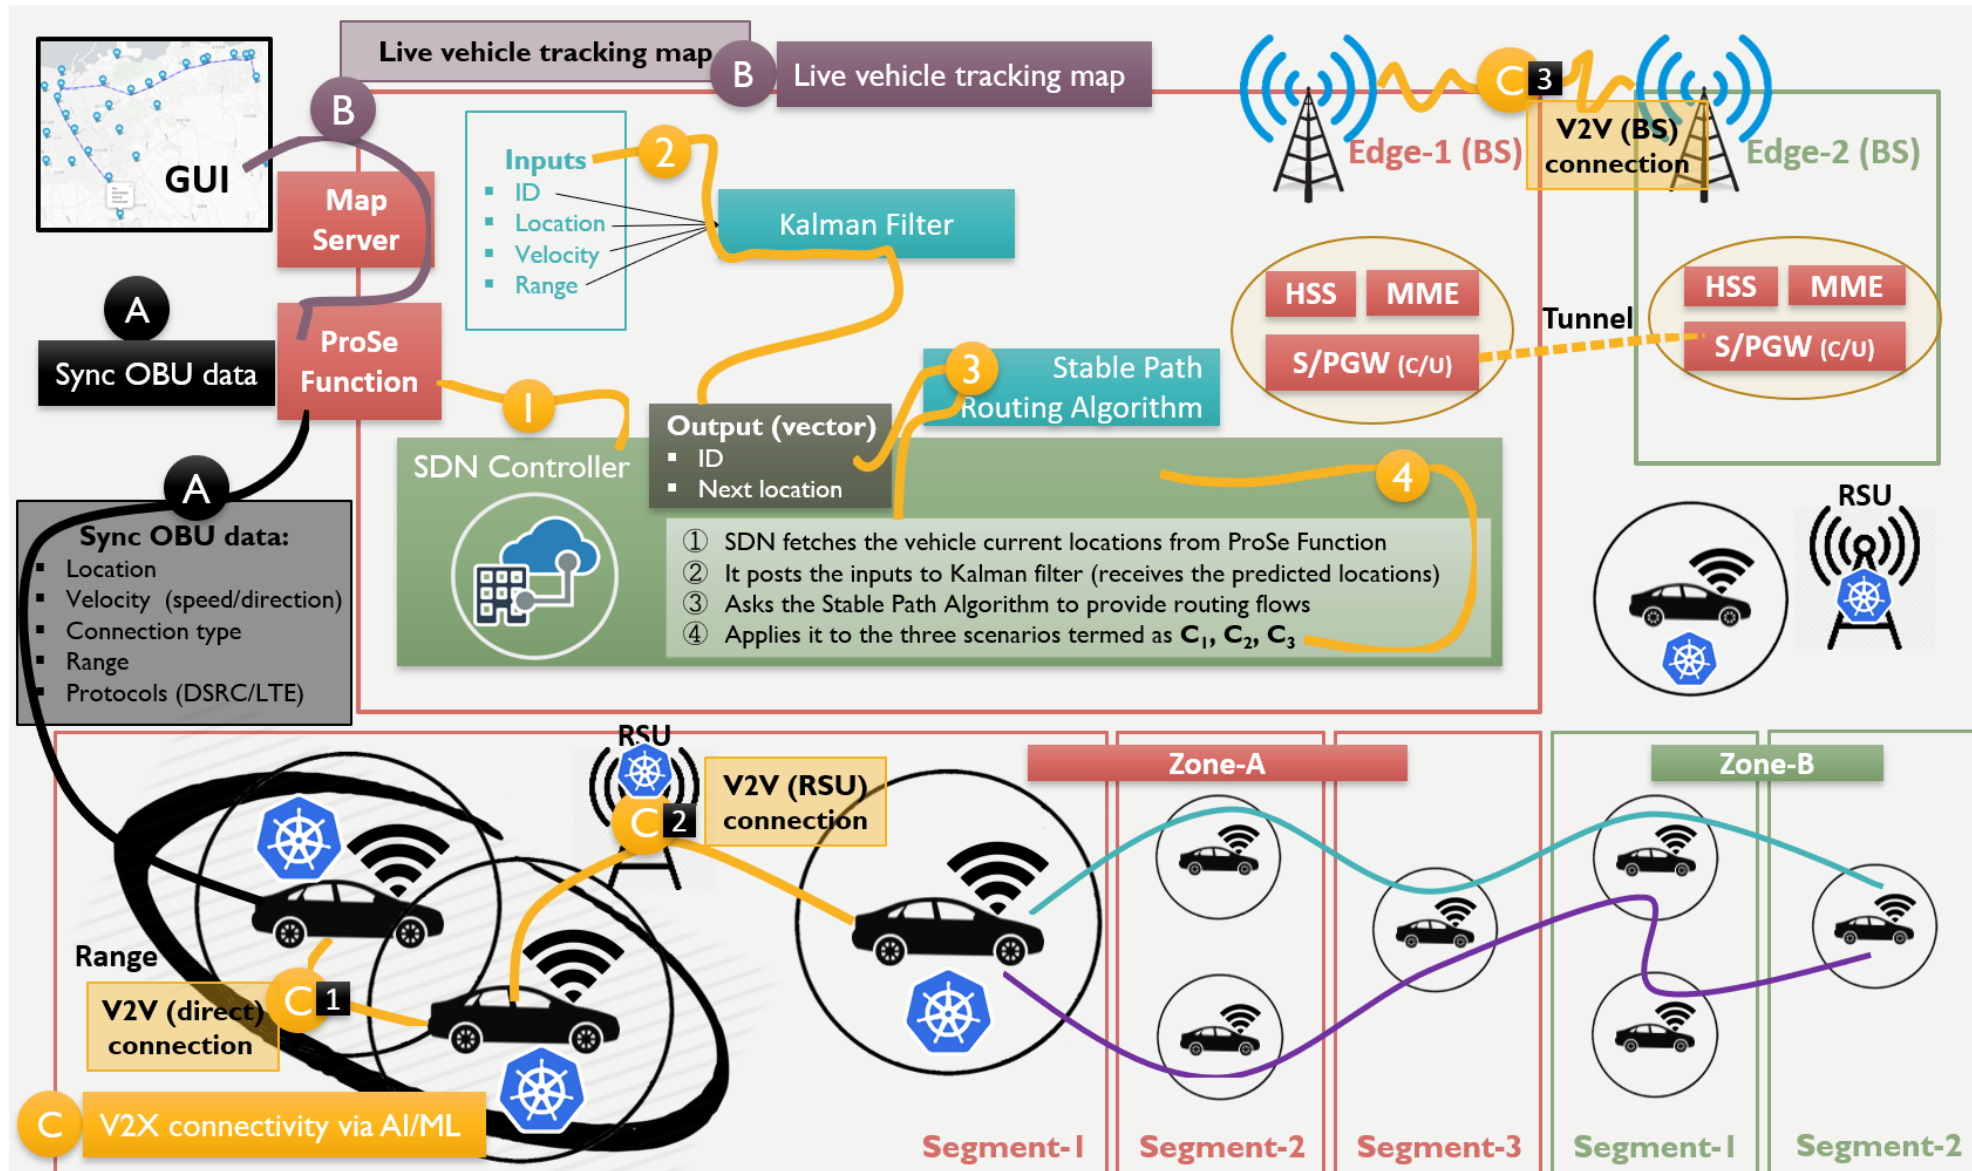 Live vehicle tracking map
B
Live vehicle tracking map
B
GUI
Map
Server
Inputs
▪ ID
▪ Location
▪ Velocity
▪ Range
2
Kalman Filter
C 3
V2V (BS)
connection
Edge-1 (BS)
Edge-2 (BS)
HSS
MME
S/PGW (C/U)
Tunnel
HSS
MME
S/PGW (C/U)
A
Sync OBU data
ProSe
Function
1
3
Stable Path
Routing Algorithm
Output (vector)
▪ ID
▪ Next location
SDN Controller
4
① SDN fetches the vehicle current locations from ProSe Function
② It posts the inputs to Kalman filter (receives the predicted locations)
③ Asks the Stable Path Algorithm to provide routing flows
④ Applies it to the three scenarios termed as C1, C2, C3
A
Sync OBU data:
▪ Location
▪ Velocity (speed/direction)
▪ Connection type
▪ Range
▪ Protocols (DSRC/LTE)
RSU
RSU
C 2
V2V (RSU)
connection
Zone-A
Zone-B
Range
C 1
V2V (direct)
connection
C
V2X connectivity via AI/ML
Segment-1
Segment-2
Segment-3
Segment-1
Segment-2